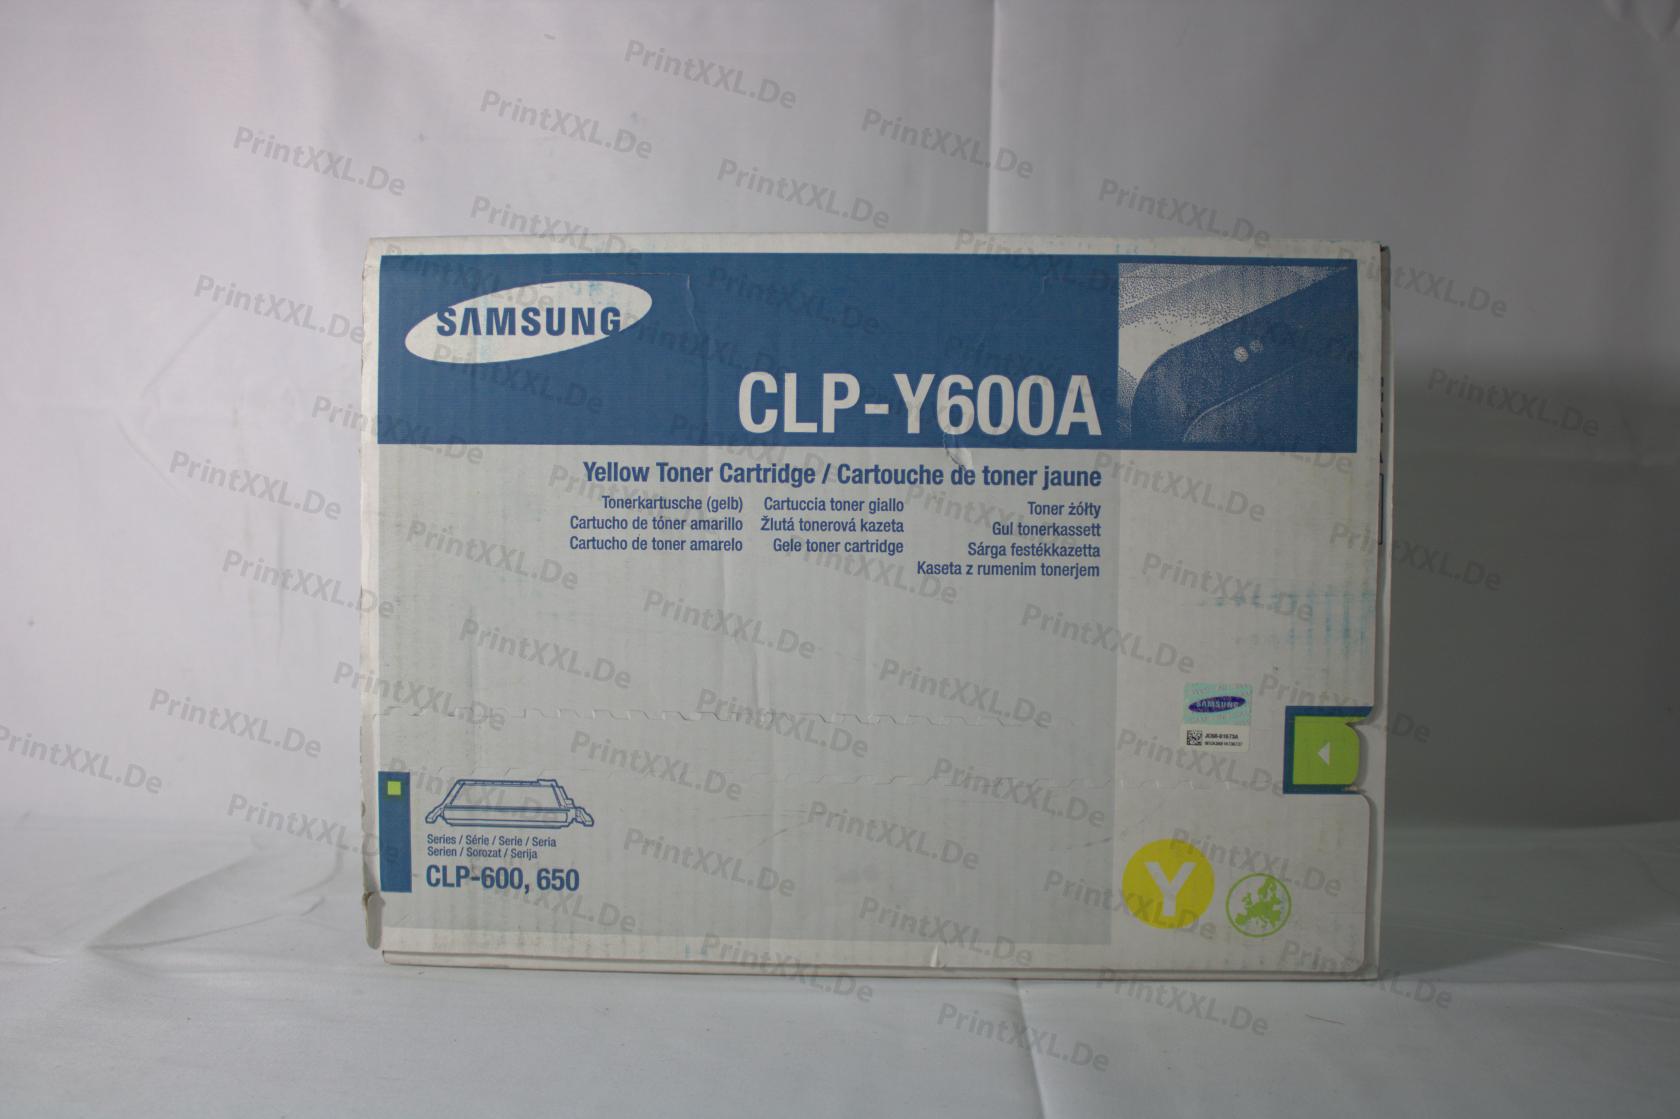 SAMSUNG
CLP-Y600A
Yellow Toner Cartridge / Cartouche de toner jaune
Tonerkartusche (gelb)
Cartucho de tóner amarillo
Cartucho de toner amarelo
Cartuccia toner giallo
Žlutá tonerová kazeta
Gele toner cartridge
Toner żółty
Gul tonerkassett
Sárga festékkazetta
Kaseta z rumenim tonerjem
SAMSUNG
Series / Série / Serie / Seria
Serien / Sorozat / Serija
CLP-600, 650
Y
PrintXXL.De